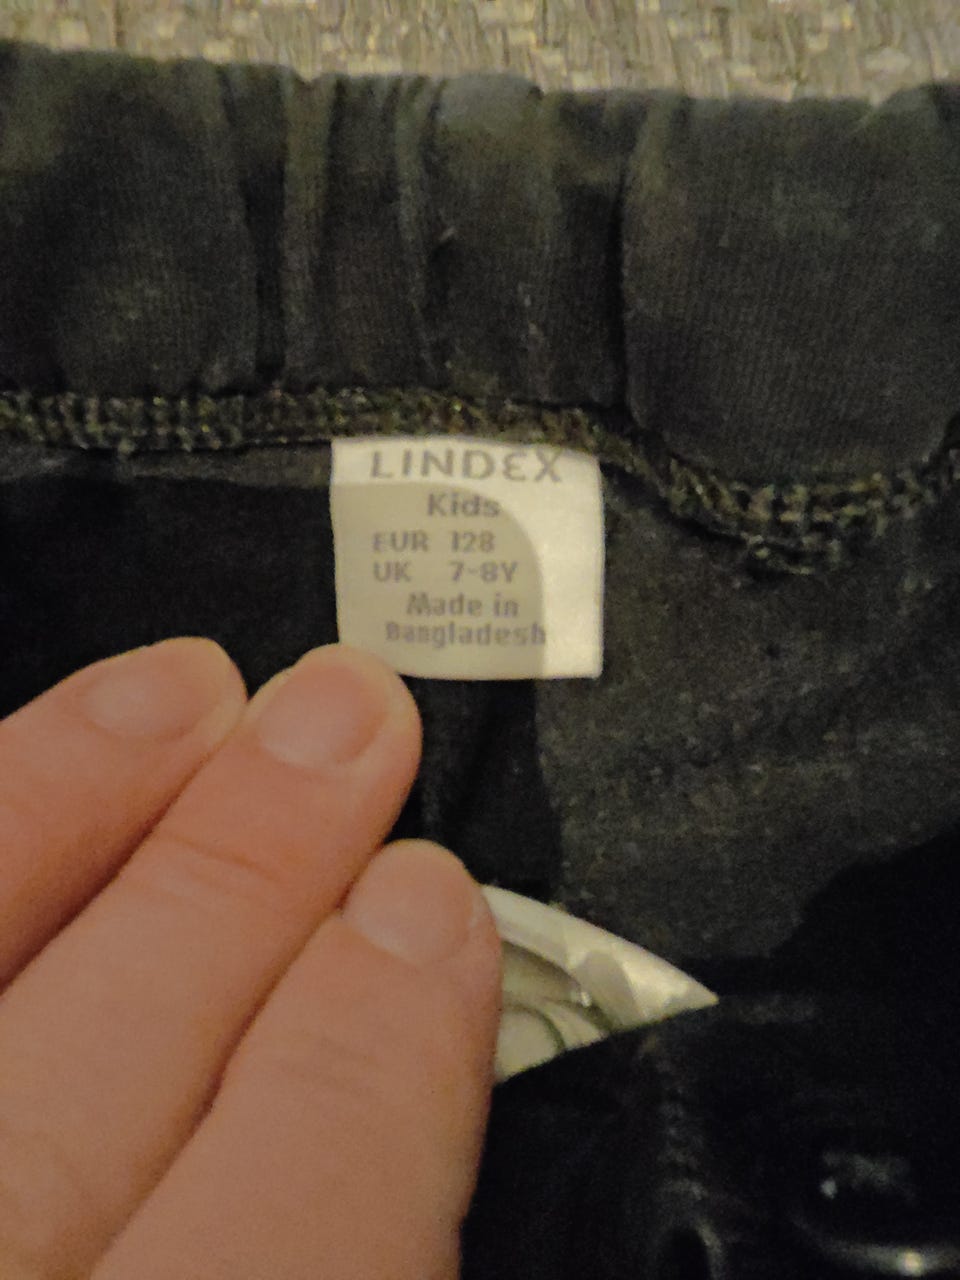 LINDEX
Kids
EUR 128
UK 7-8Y
Made in
Bangladesh